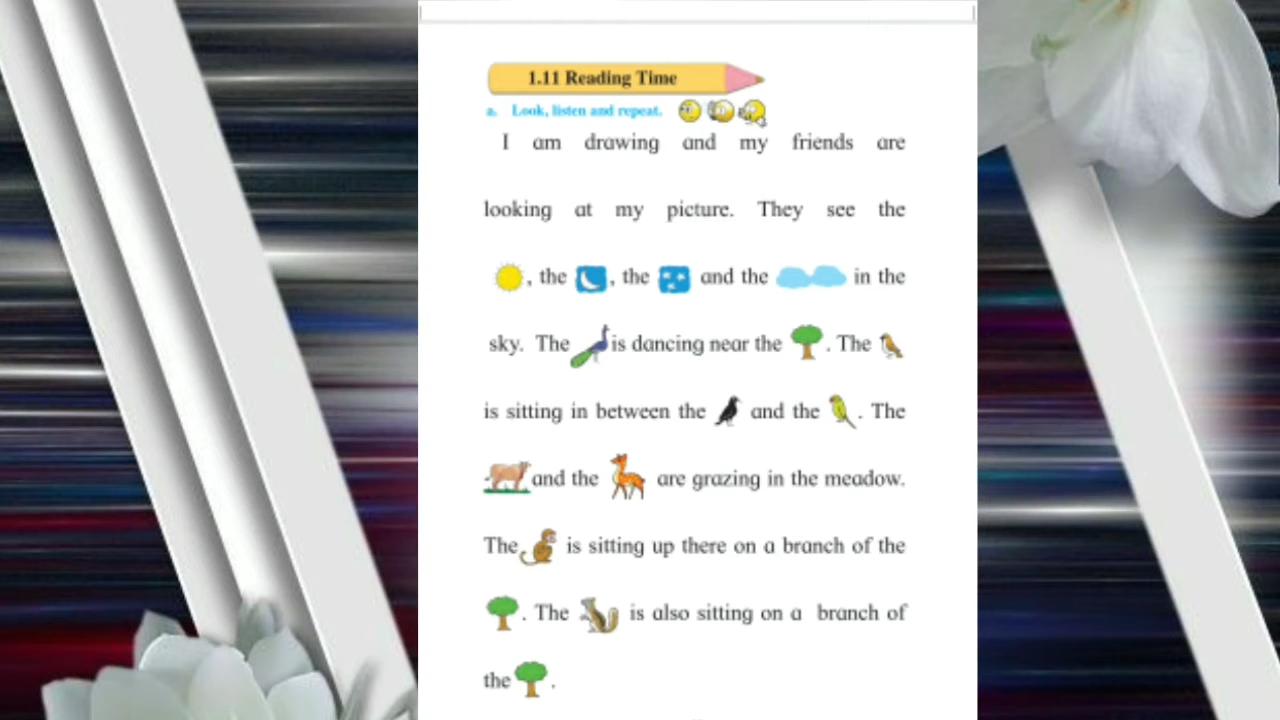 1.11 Reading Time
a. Look, listen and repeat.
I am drawing and my friends are
looking at my picture. They see the
, the , the and the in the
sky. The is dancing near the . The
is sitting in between the and the . The
and the are grazing in the meadow.
The is sitting up there on a branch of the
. The is also sitting on a branch of
the .